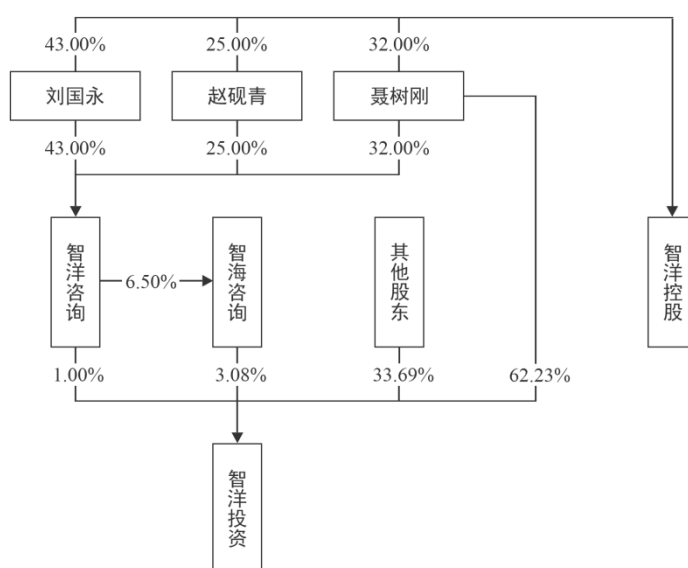 43.00%
25.00%
32.00%
刘国永
赵砚青
聂树刚
43.00%
25.00%
32.00%
智洋咨询
6.50%
智海咨询
其他股东
智洋控股
1.00%
3.08%
33.69%
62.23%
智洋投资